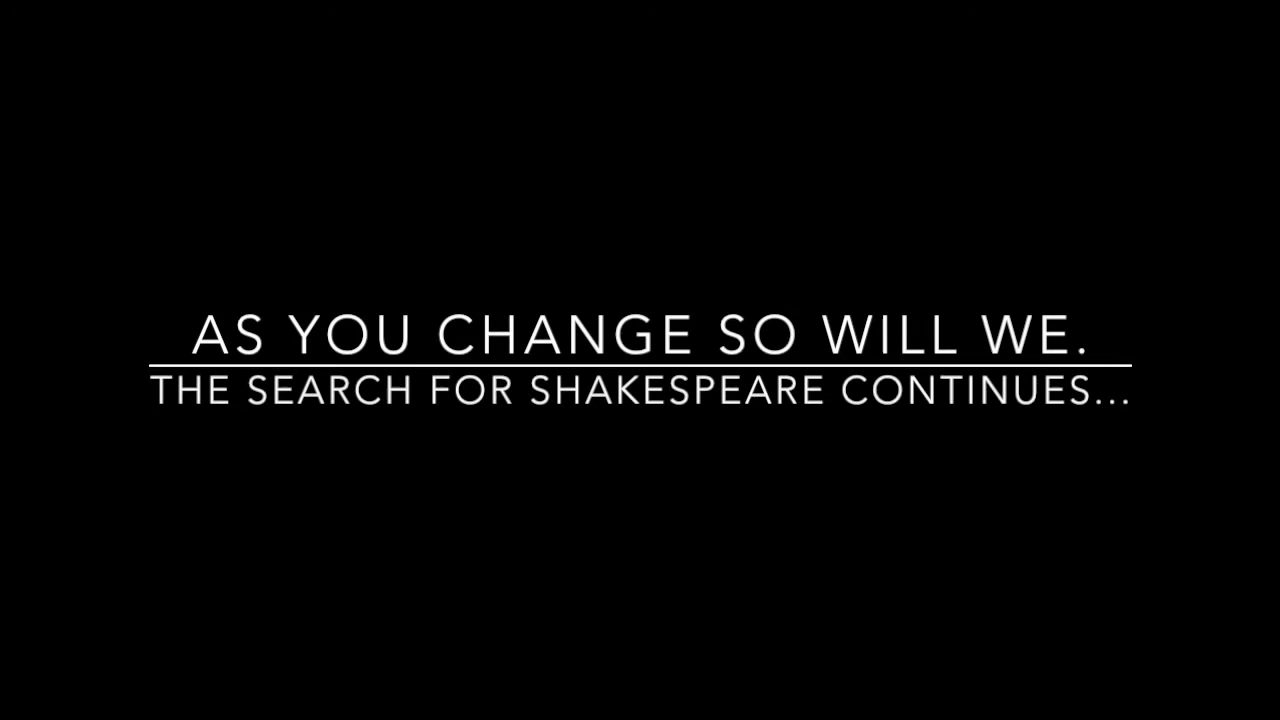 AS YOU CHANGE SO WILL WE.
THE SEARCH FOR SHAKESPEARE CONTINUES...